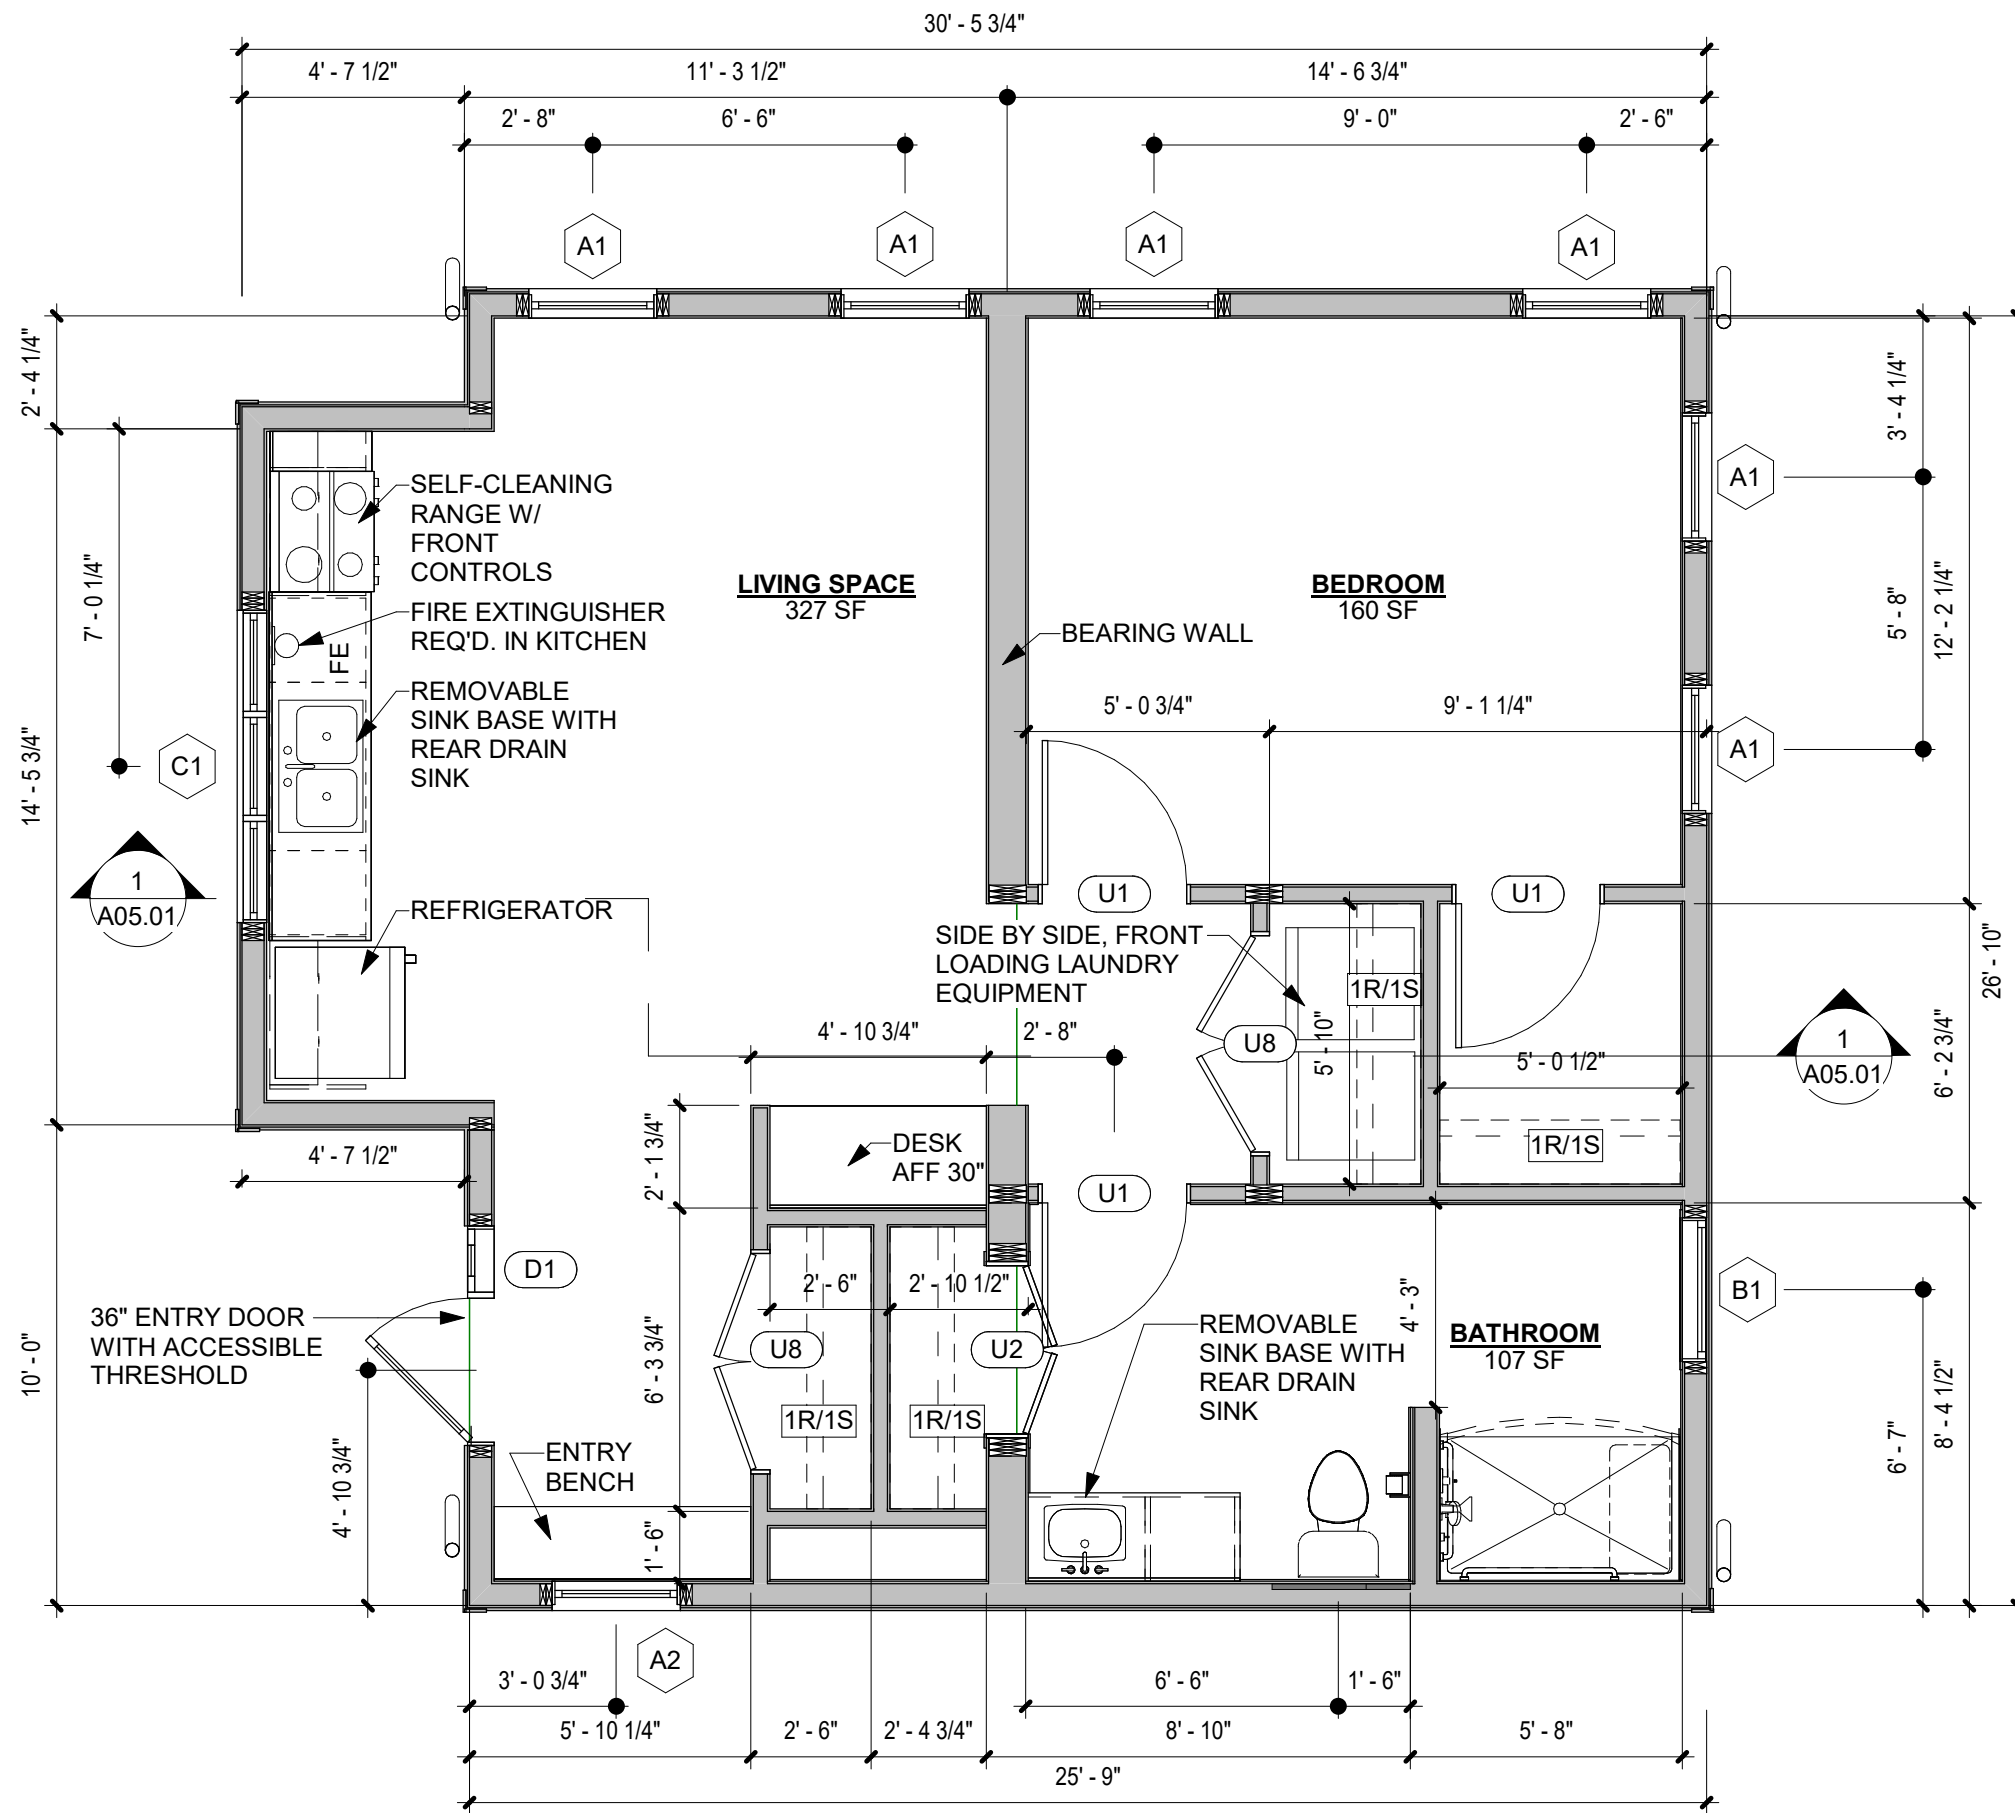 30' - 5 3/4"
4' - 7 1/2"
11' - 3 1/2"
14' - 6 3/4"
2' - 8"
6' - 6"
9' - 0"
2' - 6"
A1
A1
A1
A1
2' - 4 1/4"
3' - 4 1/4"
SELF-CLEANING
RANGE W/
FRONT
CONTROLS
A1
7' - 0 1/4"
LIVING SPACE
327 SF
BEDROOM
160 SF
5' - 8"
12' - 2 1/4"
FIRE EXTINGUISHER
REQ'D. IN KITCHEN
FE
BEARING WALL
REMOVABLE
SINK BASE WITH
REAR DRAIN
SINK
5' - 0 3/4"
9' - 1 1/4"
14' - 5 3/4"
C1
A1
1
A05.01
REFRIGERATOR
U1
U1
SIDE BY SIDE, FRONT
LOADING LAUNDRY
EQUIPMENT
1R/1S
26' - 10"
4' - 10 3/4"
2' - 8"
U8
5' - 10"
5' - 0 1/2"
1
A05.01
6' - 2 3/4"
4' - 7 1/2"
2' - 1 3/4"
DESK
AFF 30"
1R/1S
U1
D1
2' - 6"
2' - 10 1/2"
4' - 3"
B1
36" ENTRY DOOR
WITH ACCESSIBLE
THRESHOLD
10' - 0"
6' - 3 3/4"
U8
U2
REMOVABLE
SINK BASE WITH
REAR DRAIN
SINK
BATHROOM
107 SF
1R/1S
1R/1S
6' - 7"
8' - 4 1/2"
4' - 10 3/4"
ENTRY
BENCH
1' - 6"
A2
3' - 0 3/4"
6' - 6"
1' - 6"
5' - 10 1/4"
2' - 6"
2' - 4 3/4"
8' - 10"
5' - 8"
25' - 9"